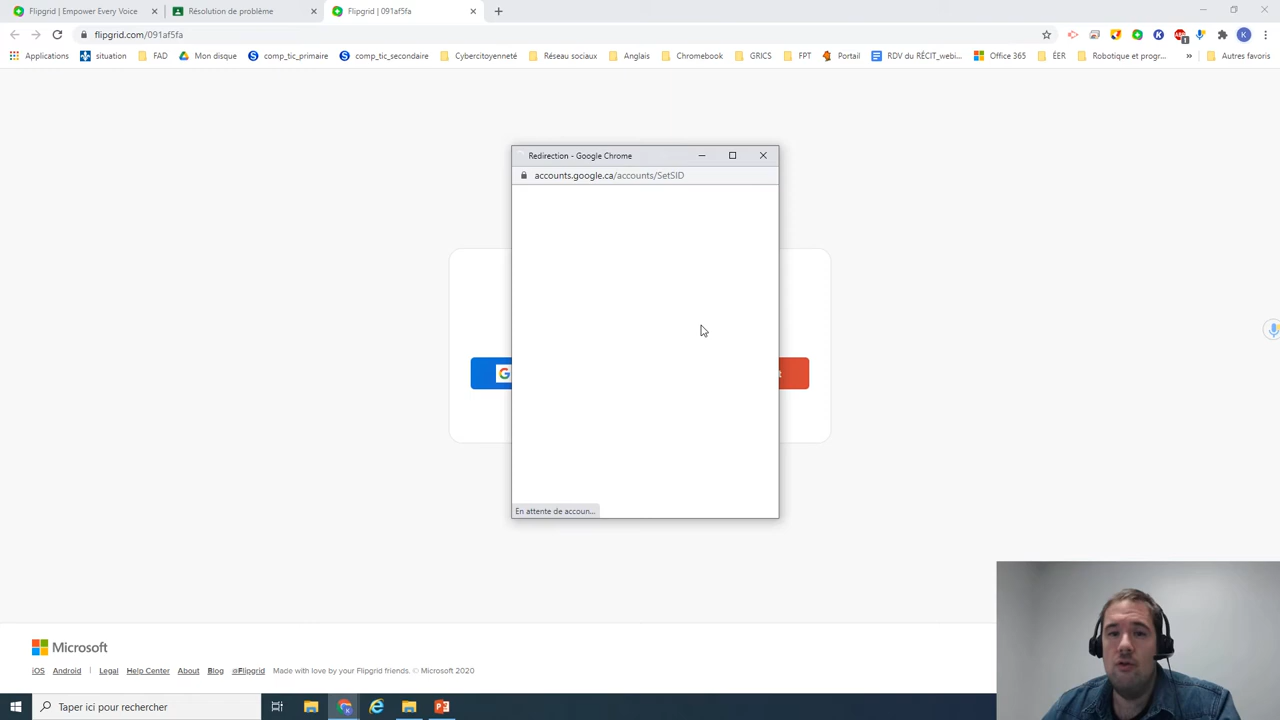 Flipgrid | Empower Every Voice
Résolution de problème
Flipgrid | 091af5fa
flipgrid.com/091af5fa
K
Applications
situation
FAD
Mon disque
comp_tic_primaire
comp_tic_secondaire
Cybercitoyenneté
Réseau sociaux
Anglais
Chromebook
GRICS
FPT
Portail
RDV du RÉCIT_webi...
Office 365
ÉER
Robotique et progr...
»
Autres favoris
Redirection - Google Chrome
accounts.google.ca/accounts/SetSID
G
t
En attente de accoun...
Microsoft
iOS Android | Legal Help Center About Blog @Flipgrid Made with love by your Flipgrid friends. © Microsoft 2020
Taper ici pour rechercher